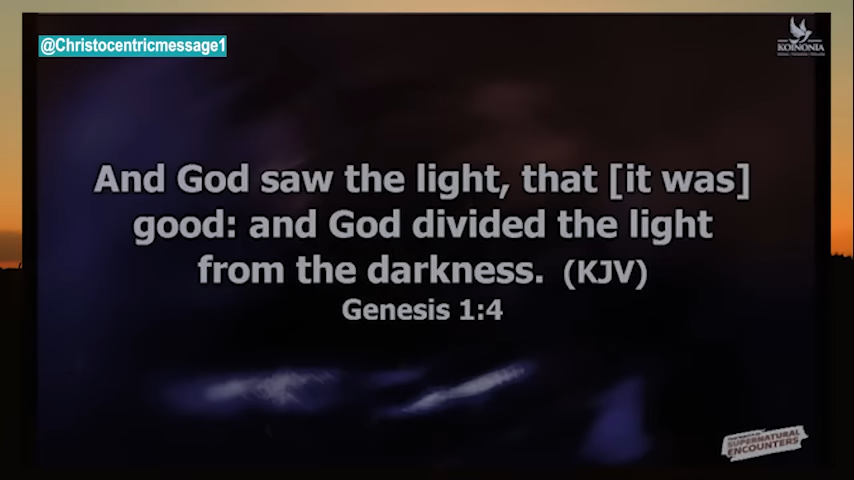 @Christocentricmessage1
KOINONIA
And God saw the light, that [it was]
good: and God divided the light
from the darkness. (KJV)
Genesis 1:4
SUPERNATURAL
ENCOUNTERS